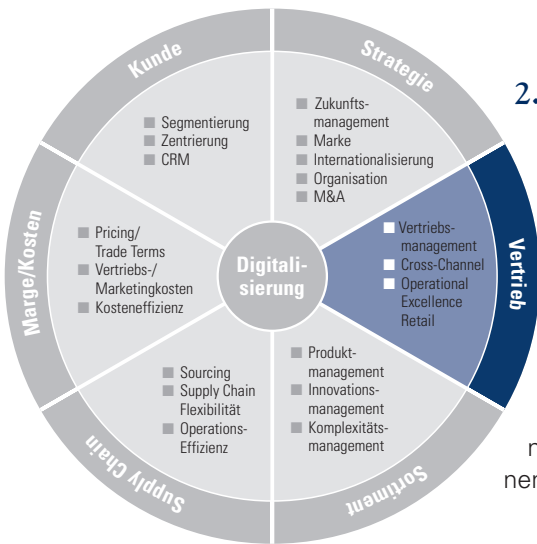 Kunde
■ Segmentierung
■ Zentrierung
■ CRM
Strategie
■ Zukunfts-
management
■ Marke
■ Internationalisierung
■ Organisation
■ M&A
2.
Vertrieb
■ Vertriebs-
management
■ Cross-Channel
■ Operational
Excellence
Retail
Sortiment
■ Produkt-
management
■ Innovations-
management
■ Komplexitäts-
management
Supply Chain
■ Sourcing
■ Supply Chain
Flexibilität
■ Operations-
Effizienz
Marge/Kosten
■ Pricing/
Trade Terms
■ Vertriebs-/
Marketingkosten
■ Kosteneffizienz
Digitali-
sierung
n
ner